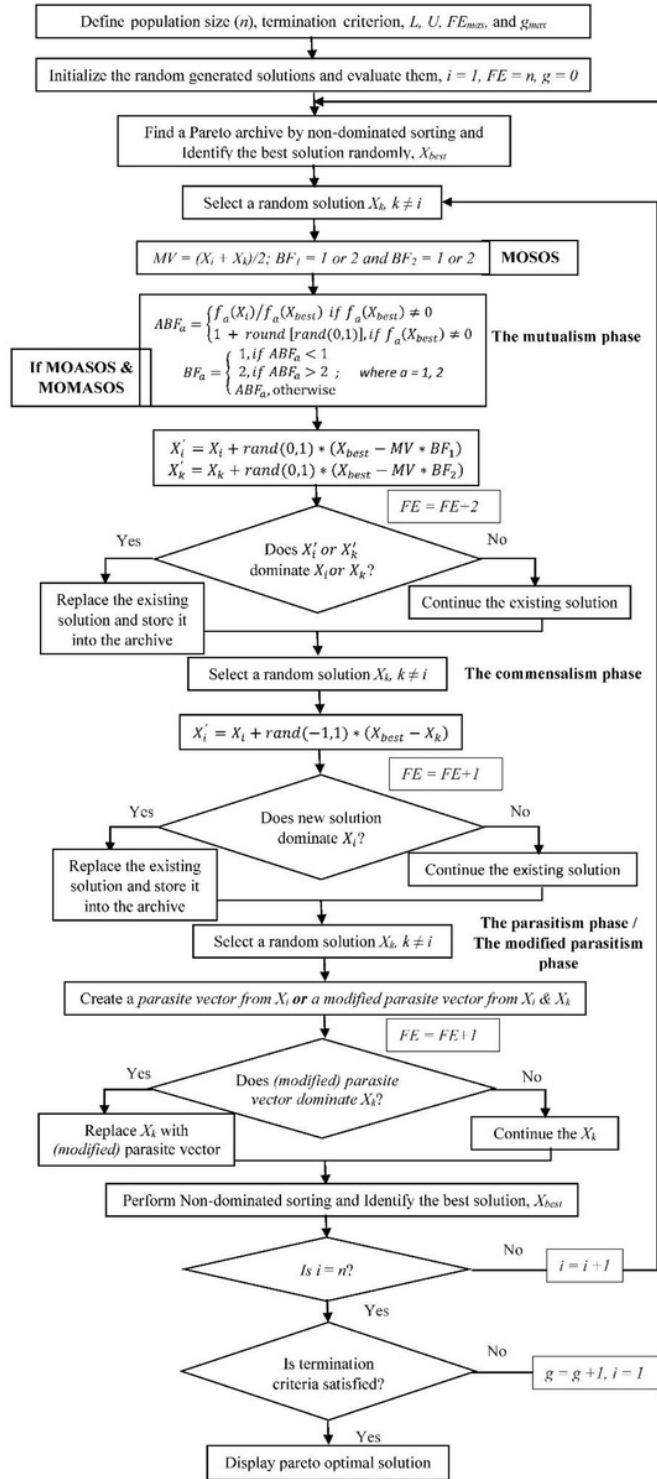 Define population size (n), termination criterion, L, U, FEmax, and gmax
Initialize the random generated solutions and evaluate them, i = 1, FE = n, g = 0
Find a Pareto archive by non-dominated sorting and
Identify the best solution randomly, Xbest
Select a random solution Xk, k ≠ i
MV = (Xi + Xk)/2; BF1 = 1 or 2 and BF2 = 1 or 2
MOSOS
ABFa = { fa(Xi)/fa(Xbest) if fa(Xbest) ≠ 0
1 + round [rand(0,1)], if fa(Xbest) ≠ 0
The mutualism phase
If MOASOS &
MOMASOS
BFa = { 1, if ABFa < 1
2, if ABFa > 2 ; where a = 1, 2
ABFa, otherwise
Xi' = Xi + rand(0,1) * (Xbest − MV * BF1)
Xk' = Xk + rand(0,1) * (Xbest − MV * BF2)
FE = FE+2
Yes
No
Does Xi' or Xk'
dominate Xi or Xk?
Replace the existing
solution and store it
into the archive
Continue the existing solution
Select a random solution Xk, k ≠ i
The commensalism phase
Xi' = Xi + rand(−1,1) * (Xbest − Xk)
FE = FE+1
Yes
No
Does new solution
dominate Xi?
Replace the existing
solution and store it
into the archive
Continue the existing solution
The parasitism phase /
The modified parasitism
phase
Select a random solution Xk, k ≠ i
Create a parasite vector from Xi or a modified parasite vector from Xi & Xk
FE = FE+1
Yes
No
Does (modified) parasite
vector dominate Xk?
Replace Xk with
(modified) parasite vector
Continue the Xk
Perform Non-dominated sorting and Identify the best solution, Xbest
No
Is i = n?
i = i +1
Yes
No
Is termination
criteria satisfied?
g = g +1, i = 1
Yes
Display pareto optimal solution